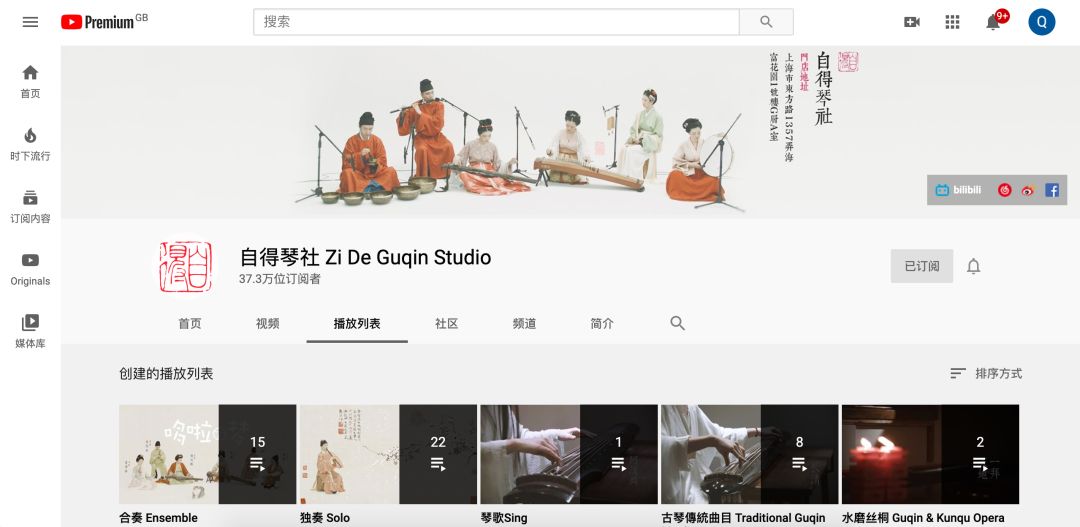 Premium GB
搜索
9+
Q
首页
时下流行
订阅内容
Originals
媒体库
自得琴社
門店地址
上海市東方路1357弄海
富花園1號樓G层A室
bilibili
自得琴社 Zi De Guqin Studio
37.3万位订阅者
已订阅
首页
视频
播放列表
社区
频道
简介
创建的播放列表
排序方式
15
22
1
8
2
合奏 Ensemble
独奏 Solo
琴歌Sing
古琴傳統曲目 Traditional Guqin
水磨丝桐 Guqin & Kunqu Opera